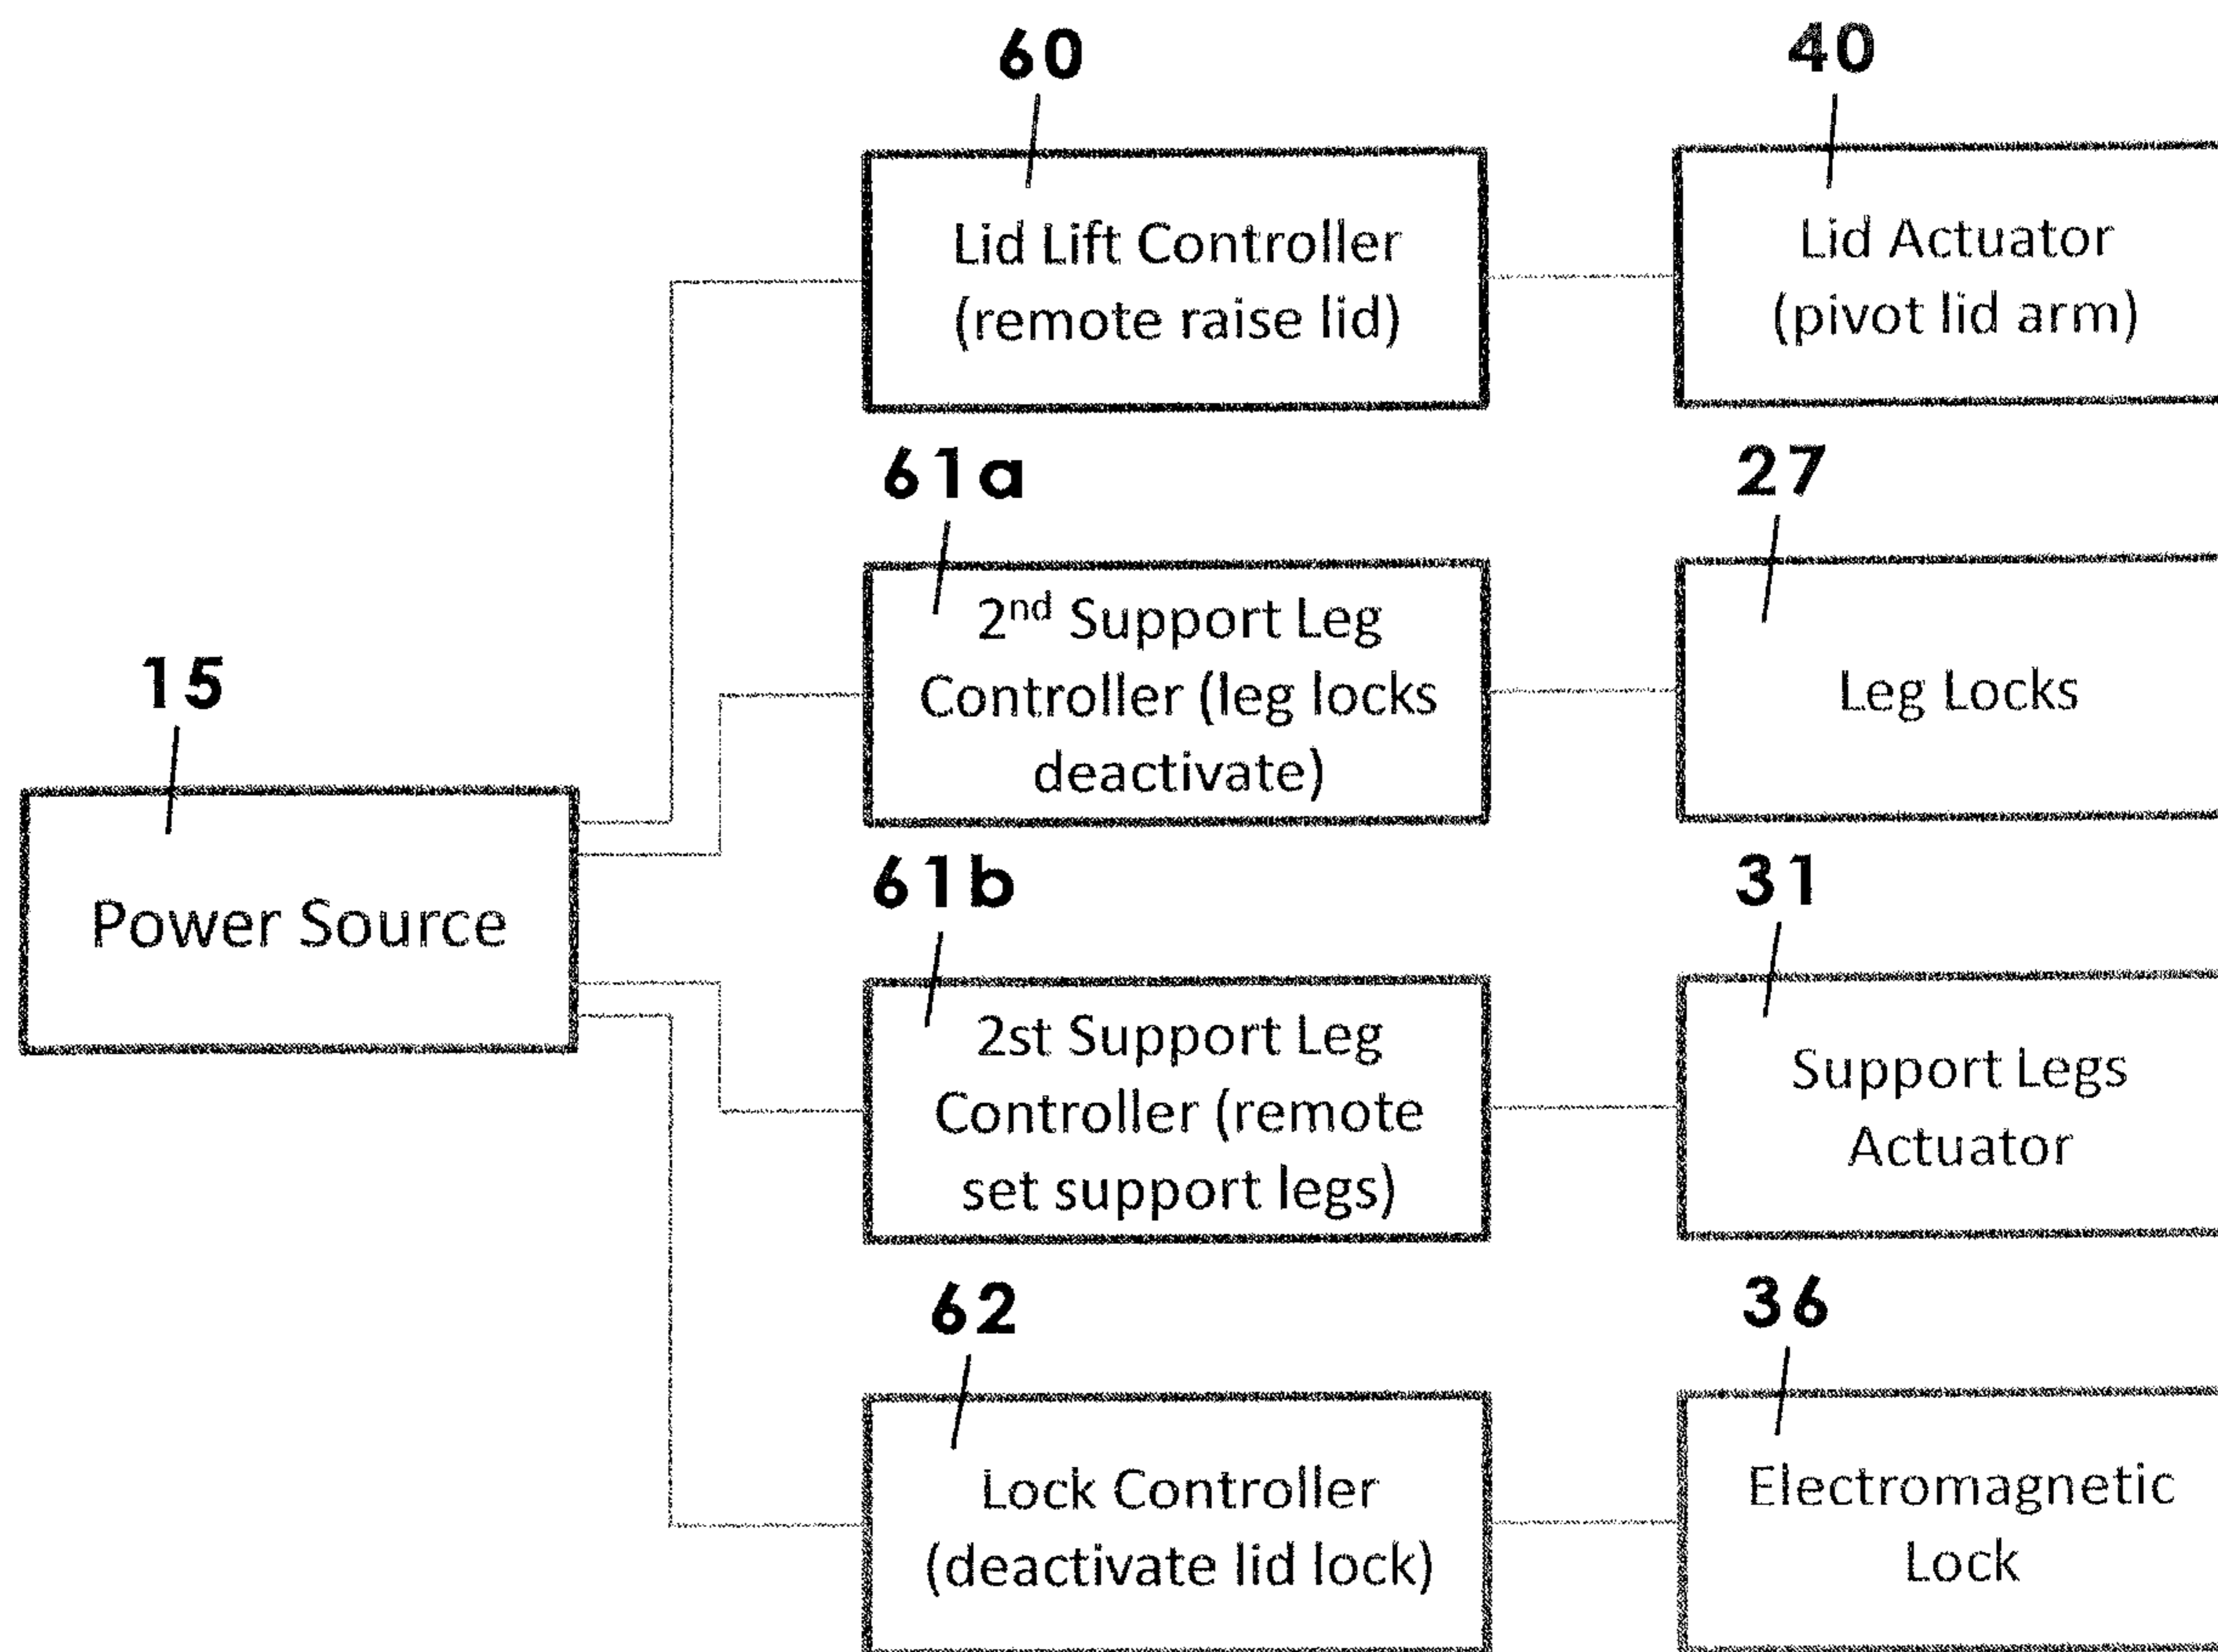 60
40
Lid Lift Controller
(remote raise lid)
Lid Actuator
(pivot lid arm)
61a
27
2nd Support Leg
Controller (leg locks
deactivate)
Leg Locks
15
Power Source
61b
31
2st Support Leg
Controller (remote
set support legs)
Support Legs
Actuator
62
36
Lock Controller
(deactivate lid lock)
Electromagnetic
Lock